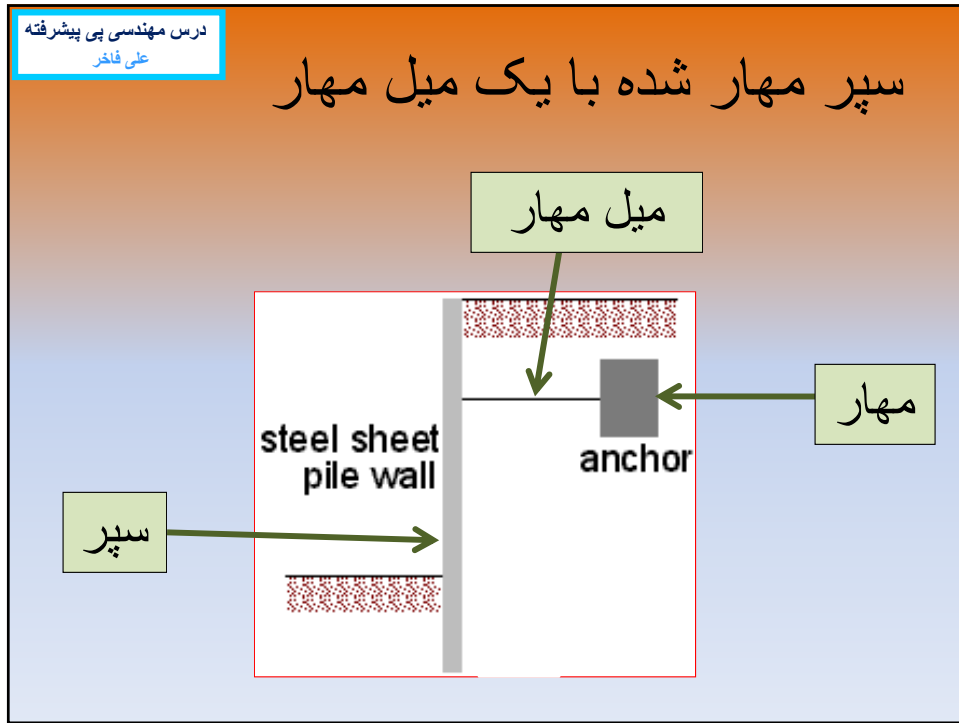 درس مهندسی پی پیشرفته
علی فاخر
سپر مهار شده با یک میل مهار
میل مهار
مهار
steel sheet
pile wall
anchor
سپر